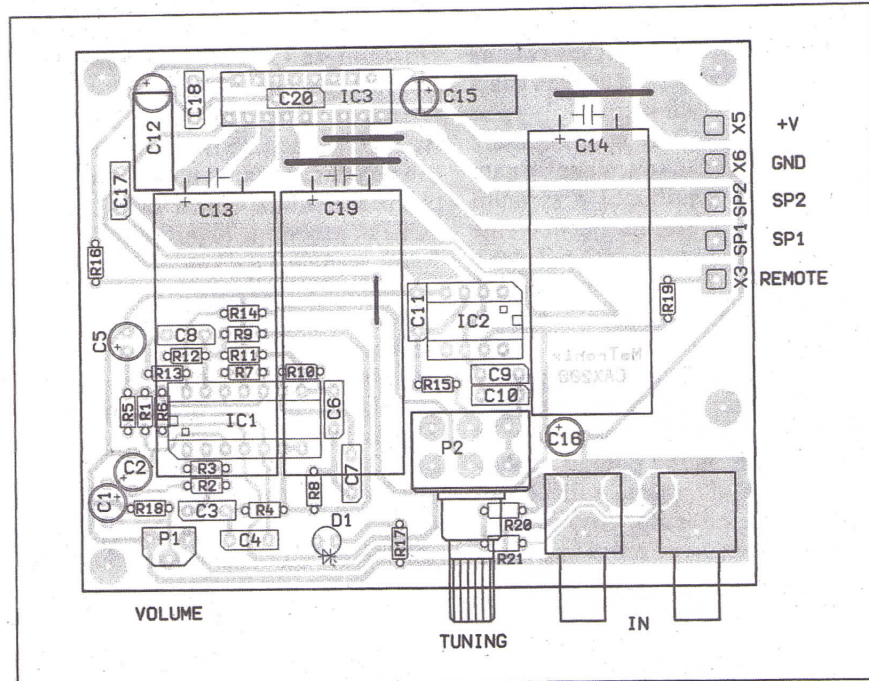 C18
C20
IC3
C15
C12
C14
X5 +V
X6 GND
C17
SP2 SP2
C13
C19
SP1 SP1
R16
X3 REMOTE
R19
C11
IC2
R14
C5
C8
R9
R12
R11
R13
R7
R10
R15
C9
C10
R5
R1
R6
IC1
C6
P2
C16
C2
R3
C7
R2
R8
C1
R18
C3
R4
D1
R20
P1
C4
R17
R21
VOLUME
TUNING
IN